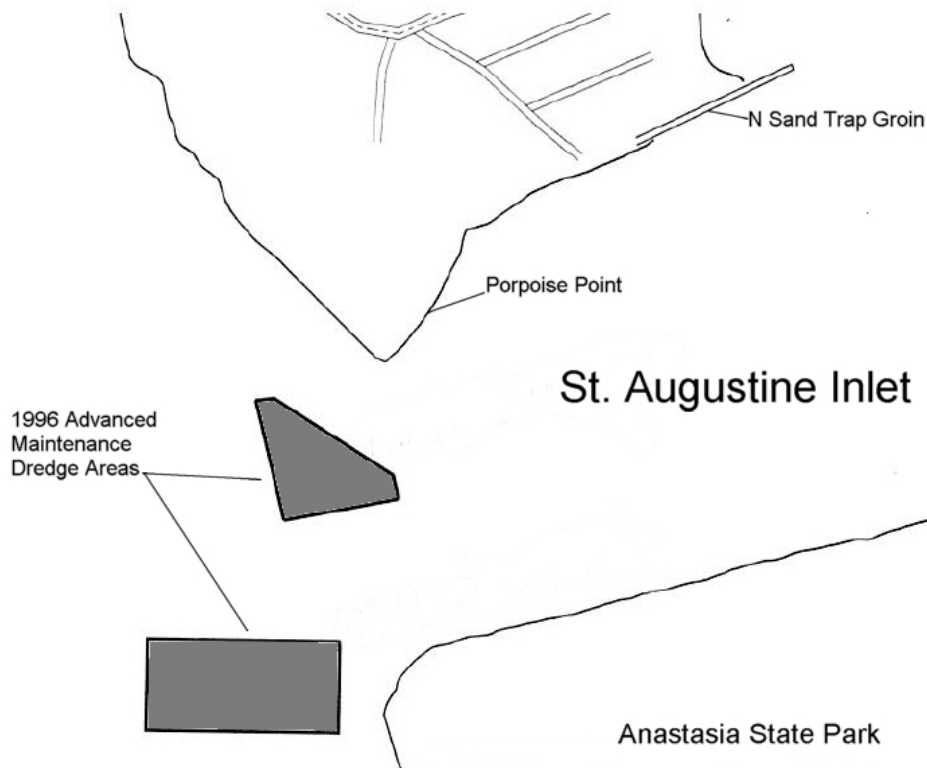 N Sand Trap Groin
Porpoise Point
St. Augustine Inlet
1996 Advanced
Maintenance
Dredge Areas
Anastasia State Park